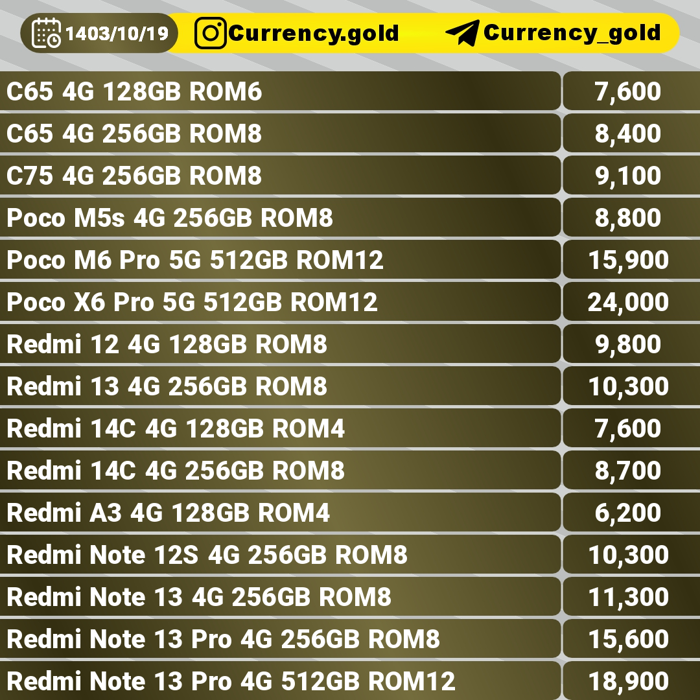 1403/10/19 Currency.gold Currency_gold
C65 4G 128GB ROM6 7,600
C65 4G 256GB ROM8 8,400
C75 4G 256GB ROM8 9,100
Poco M5s 4G 256GB ROM8 8,800
Poco M6 Pro 5G 512GB ROM12 15,900
Poco X6 Pro 5G 512GB ROM12 24,000
Redmi 12 4G 128GB ROM8 9,800
Redmi 13 4G 256GB ROM8 10,300
Redmi 14C 4G 128GB ROM4 7,600
Redmi 14C 4G 256GB ROM8 8,700
Redmi A3 4G 128GB ROM4 6,200
Redmi Note 12S 4G 256GB ROM8 10,300
Redmi Note 13 4G 256GB ROM8 11,300
Redmi Note 13 Pro 4G 256GB ROM8 15,600
Redmi Note 13 Pro 4G 512GB ROM12 18,900